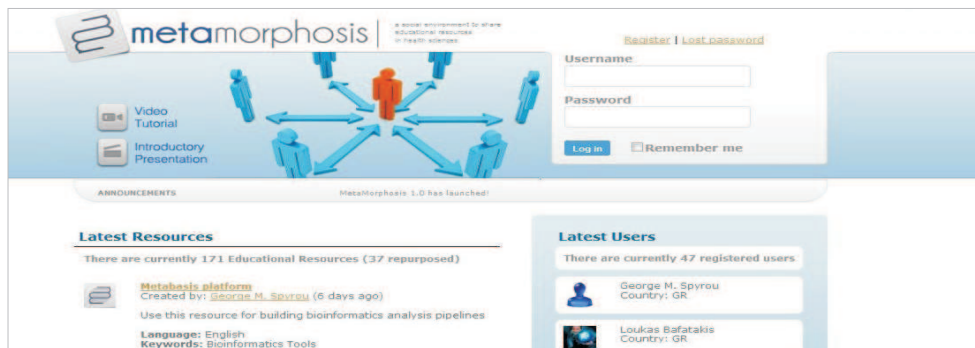 metamorphosis
a social environment to share
educational resources
in health sciences
Register | Lost password
Username
Password
Log in
Remember me
Video
Tutorial
Introductory
Presentation
ANNOUNCEMENTS
MetaMorphosis 1.0 has launched!
Latest Resources
There are currently 171 Educational Resources (37 repurposed)
Metabasis platform
Created by: George M. Spyrou (6 days ago)
Use this resource for building bioinformatics analysis pipelines
Language: English
Keywords: Bioinformatics Tools
Latest Users
There are currently 47 registered users
George M. Spyrou
Country: GR
Loukas Bafatakis
Country: GR